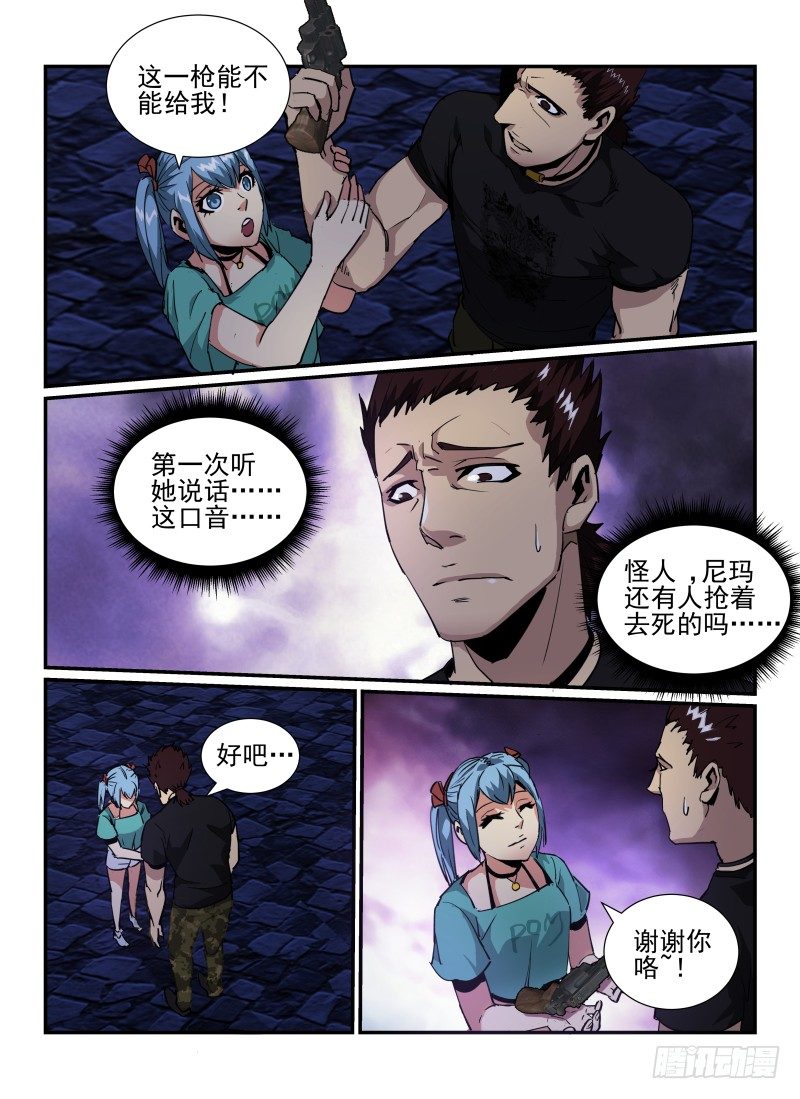 这一枪能不
能给我！
POW
第一次听
她说话……
这口音……
怪人，尼玛
还有人抢着
去死的吗……
好吧…
POW
谢谢你
咯~！
腾讯动漫